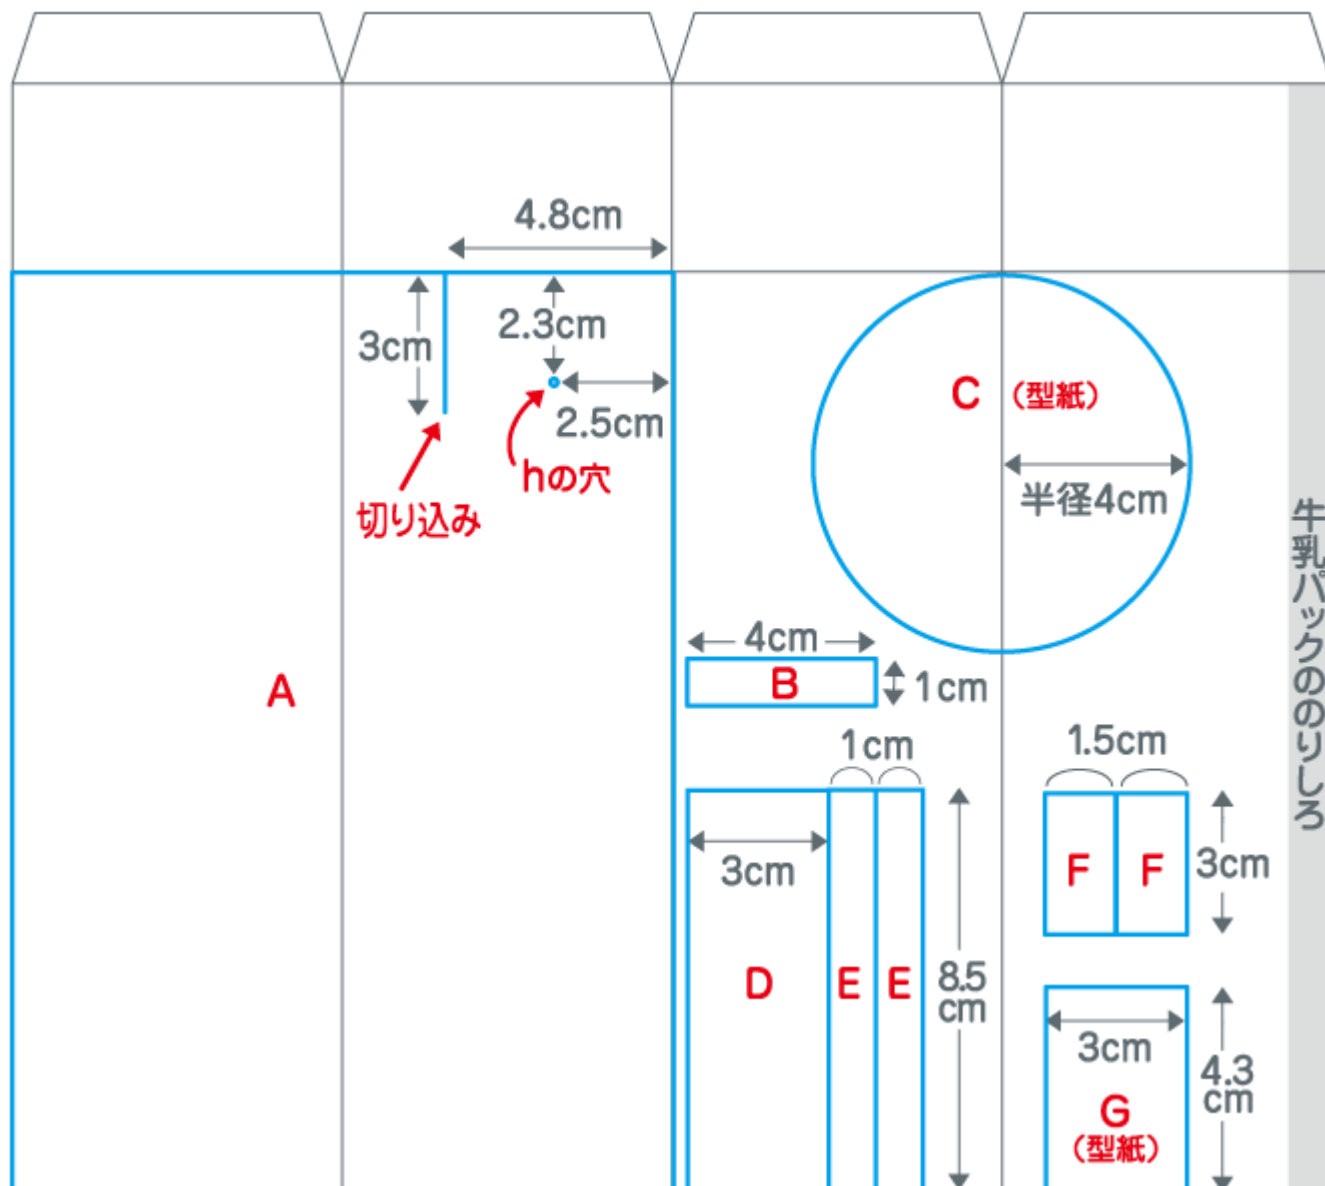 4.8cm
2.3cm
3cm
2.5cm
hの穴
切り込み
C（型紙）
半径4cm
牛乳パックののりしろ
A
4cm
B
1cm
1cm
1.5cm
3cm
F
F
3cm
D
E
E
8.5
cm
3cm
4.3
cm
G
（型紙）